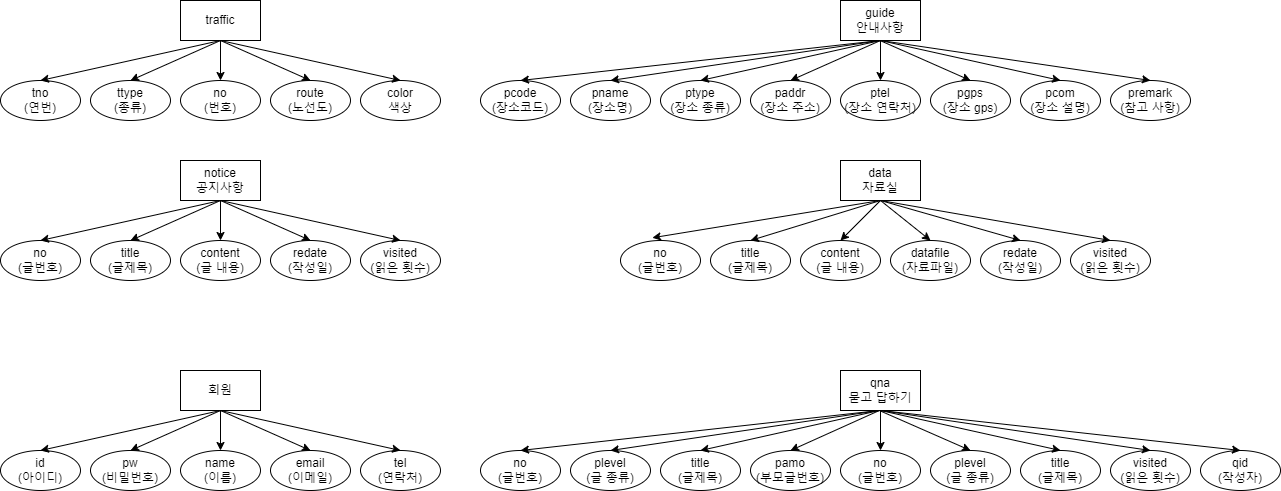 traffic
guide
안내사항
tno
(연번)
ttype
(종류)
no
(번호)
route
(노선도)
color
색상
pcode
(장소코드)
pname
(장소명)
ptype
(장소 종류)
paddr
(장소 주소)
ptel
(장소 연락처)
pgps
(장소 gps)
pcom
(장소 설명)
premark
(참고 사항)
notice
공지사항
data
자료실
no
(글번호)
title
(글제목)
content
(글 내용)
redate
(작성일)
visited
(읽은 횟수)
no
(글번호)
title
(글제목)
content
(글 내용)
datafile
(자료파일)
redate
(작성일)
visited
(읽은 횟수)
회원
qna
묻고 답하기
id
(아이디)
pw
(비밀번호)
name
(이름)
email
(이메일)
tel
(연락처)
no
(글번호)
plevel
(글 종류)
title
(글제목)
pamo
(부모글번호)
no
(글번호)
plevel
(글 종류)
title
(글제목)
visited
(읽은 횟수)
qid
(작성자)